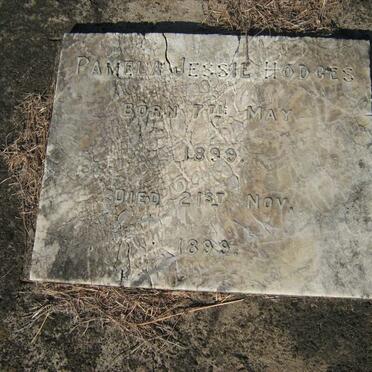 PAMELA JESSIE HODGES
BORN 7TH MAY
1899.
DIED 21ST NOV.
1899.